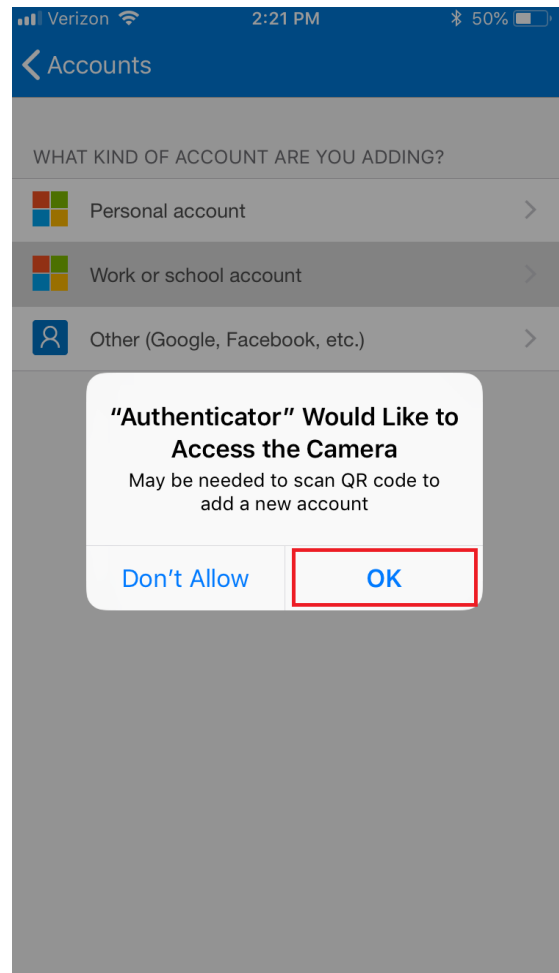 Verizon 2:21 PM 50%
Accounts
WHAT KIND OF ACCOUNT ARE YOU ADDING?
Personal account
Work or school account
Other (Google, Facebook, etc.)
“Authenticator” Would Like to
Access the Camera
May be needed to scan QR code to
add a new account
Don’t Allow OK